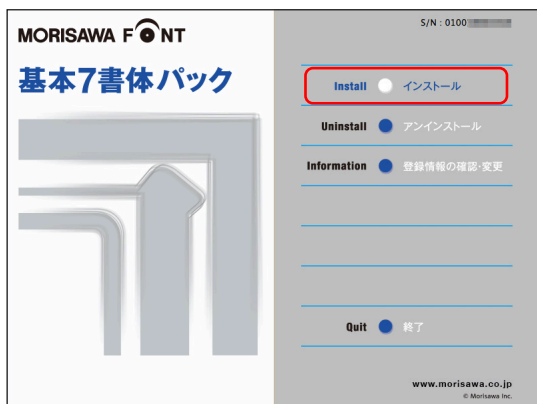 MORISAWA FONT
基本7書体パック
S/N : 0100
Install インストール
Uninstall アンインストール
Information 登録情報の確認・変更
Quit 終了
www.morisawa.co.jp
© Morisawa Inc.